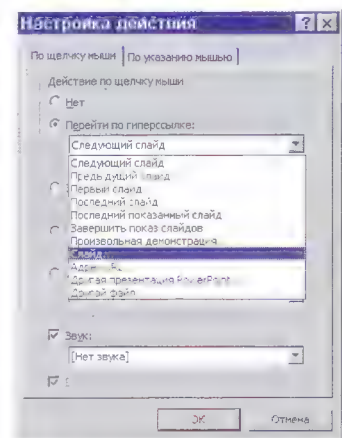 Настройка действия
По щелчку мыши
По указанию мышью
Действие по щелчку мыши
Нет
Перейти по гиперссылке:
Следующий слайд
Следующий слайд
Предыдущий слайд
Первый слайд
Последний слайд
Последний показанный слайд
Завершить показ слайдов
Произвольная демонстрация
Слайд...
Другая презентация PowerPoint
Другой файл
Звук:
[Нет звука]
ОК
Отмена